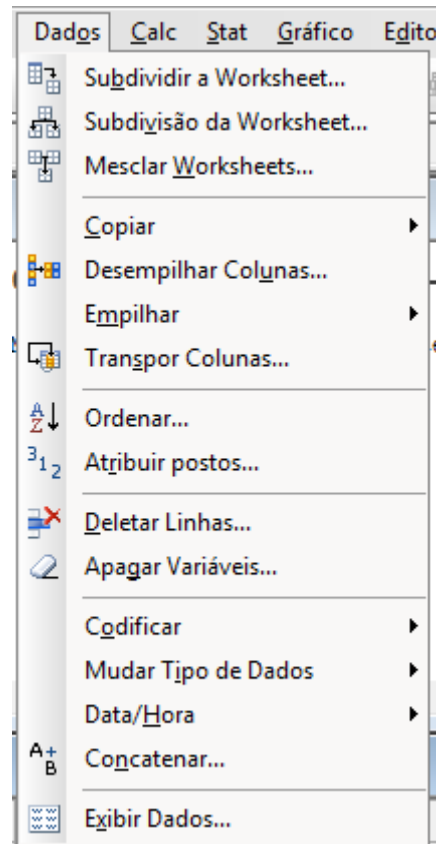 Dados Calc Stat Gráfico Edito
Subdividir a Worksheet...
Subdivisão da Worksheet...
Mesclar Worksheets...
Copiar
Desempilhar Colunas...
Empilhar
Transpor Colunas...
Ordenar...
Atribuir postos...
Deletar Linhas...
Apagar Variáveis...
Codificar
Mudar Tipo de Dados
Data/Hora
Concatenar...
Exibir Dados...